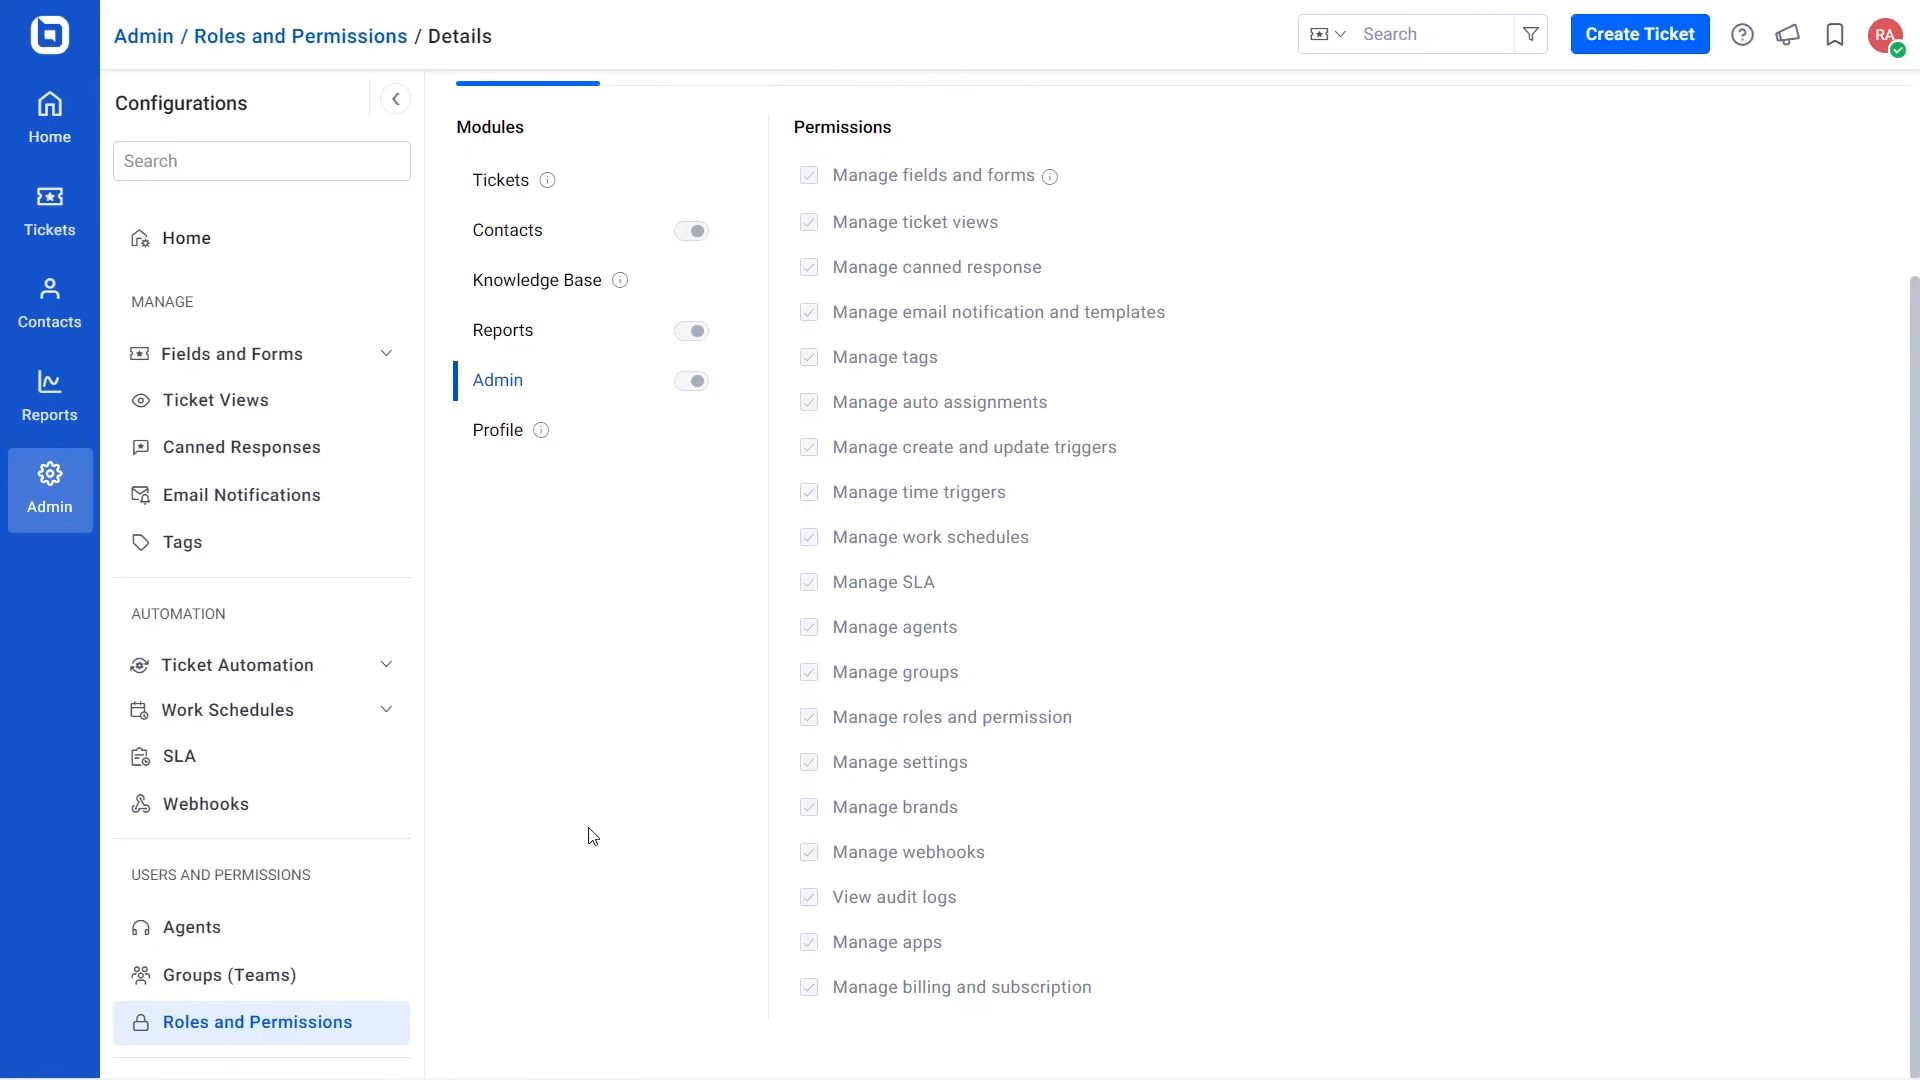 Admin / Roles and Permissions / Details
Search
Create Ticket
RA
Home
Tickets
Contacts
Reports
Admin
Configurations
Search
Home
MANAGE
Fields and Forms
Ticket Views
Canned Responses
Email Notifications
Tags
AUTOMATION
Ticket Automation
Work Schedules
SLA
Webhooks
USERS AND PERMISSIONS
Agents
Groups (Teams)
Roles and Permissions
Modules
Tickets
Contacts
Knowledge Base
Reports
Admin
Profile
Permissions
Manage fields and forms
Manage ticket views
Manage canned response
Manage email notification and templates
Manage tags
Manage auto assignments
Manage create and update triggers
Manage time triggers
Manage work schedules
Manage SLA
Manage agents
Manage groups
Manage roles and permission
Manage settings
Manage brands
Manage webhooks
View audit logs
Manage apps
Manage billing and subscription